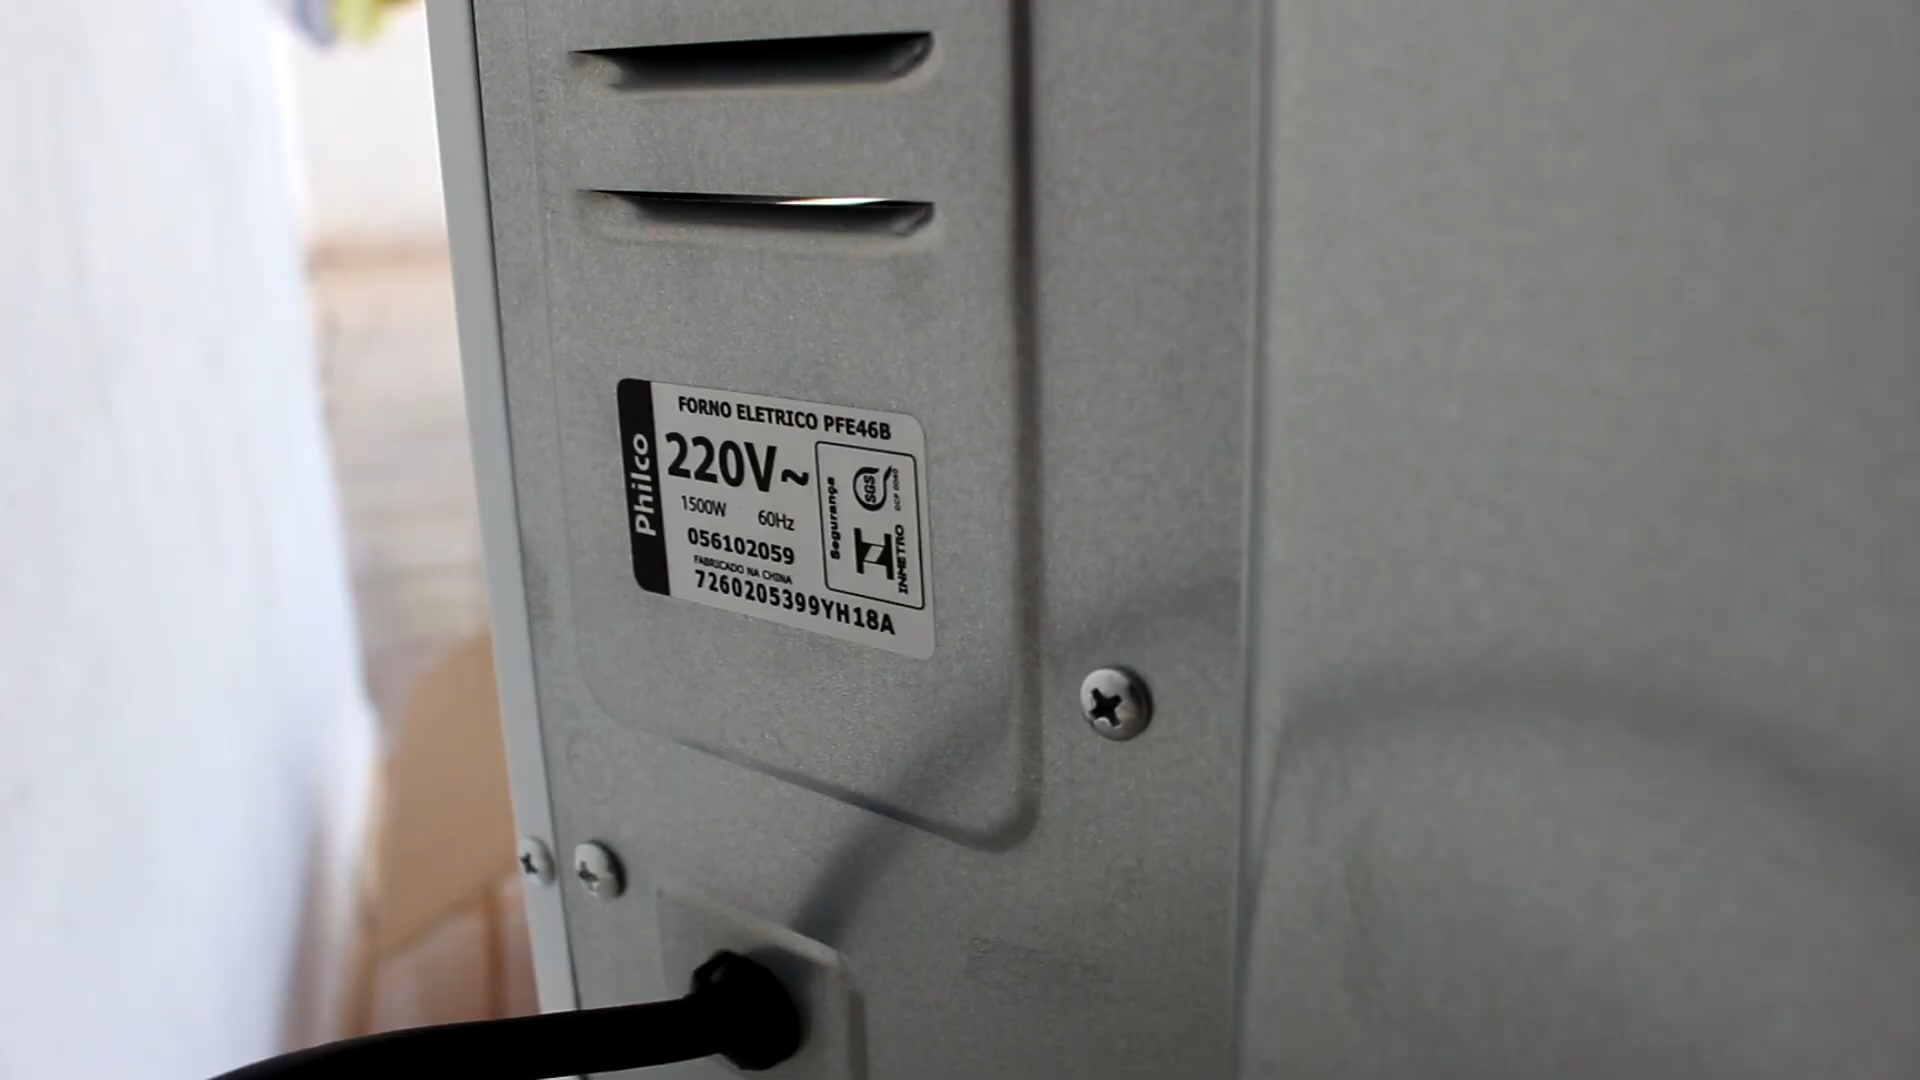 Philco
FORNO ELETRICO PFE46B
220V~
1500W 60Hz
056102059
FABRICADO NA CHINA
7260205399YH18A
Segurança
SGS
INMETRO